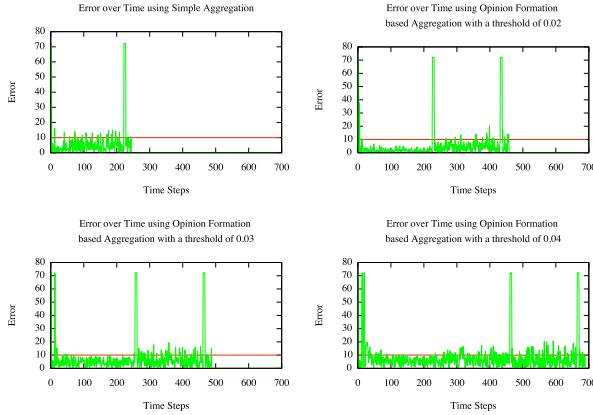 Error over Time using Simple Aggregation
80
70
60
50
40
30
20
10
0
Error
0 100 200 300 400 500 600 700
Time Steps
Error over Time using Opinion Formation
based Aggregation with a threshold of 0.02
80
70
60
50
40
30
20
10
0
Error
0 100 200 300 400 500 600 700
Time Steps
Error over Time using Opinion Formation
based Aggregation with a threshold of 0.03
80
70
60
50
40
30
20
10
0
Error
0 100 200 300 400 500 600 700
Time Steps
Error over Time using Opinion Formation
based Aggregation with a threshold of 0.04
80
70
60
50
40
30
20
10
0
Error
0 100 200 300 400 500 600 700
Time Steps